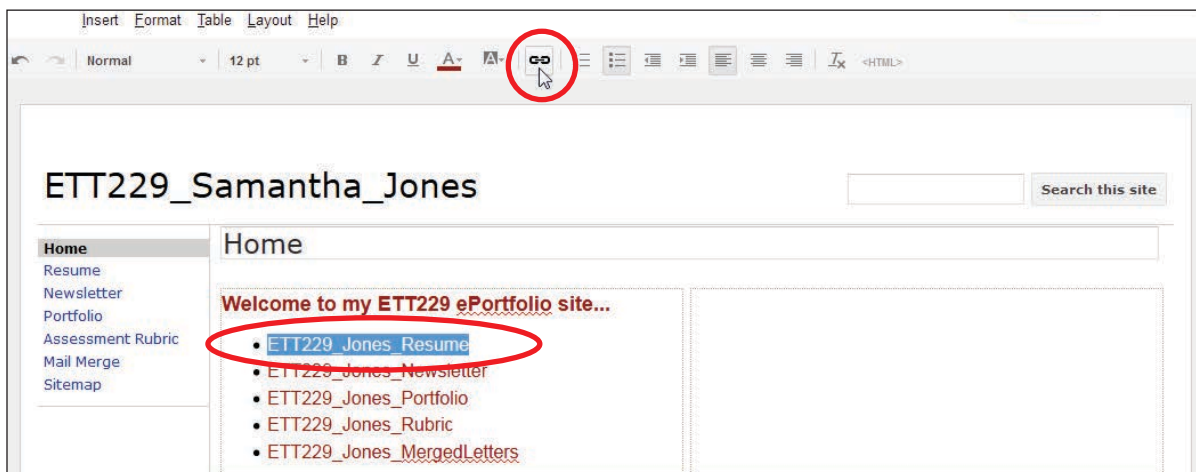 Insert Format Table Layout Help
Normal 12 pt B I U A A Tx <HTML>
ETT229_Samantha_Jones
Search this site
Home
Resume
Newsletter
Portfolio
Assessment Rubric
Mail Merge
Sitemap
Home
Welcome to my ETT229 ePortfolio site...
• ETT229_Jones_Resume
• ETT229_Jones_Newsletter
• ETT229_Jones_Portfolio
• ETT229_Jones_Rubric
• ETT229_Jones_MergedLetters